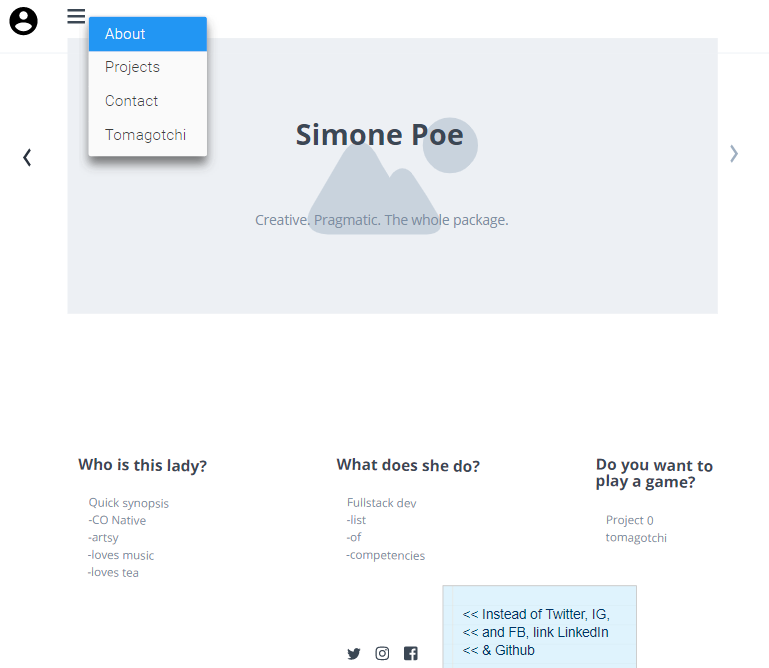 About
Projects
Contact
Tomagotchi
Simone Poe
Creative. Pragmatic. The whole package.
Who is this lady?
Quick synopsis
-CO Native
-artsy
-loves music
-loves tea
What does she do?
Fullstack dev
-list
-of
-competencies
Do you want to
play a game?
Project 0
tomagotchi
<< Instead of Twitter, IG,
<< and FB, link LinkedIn
<< & Github